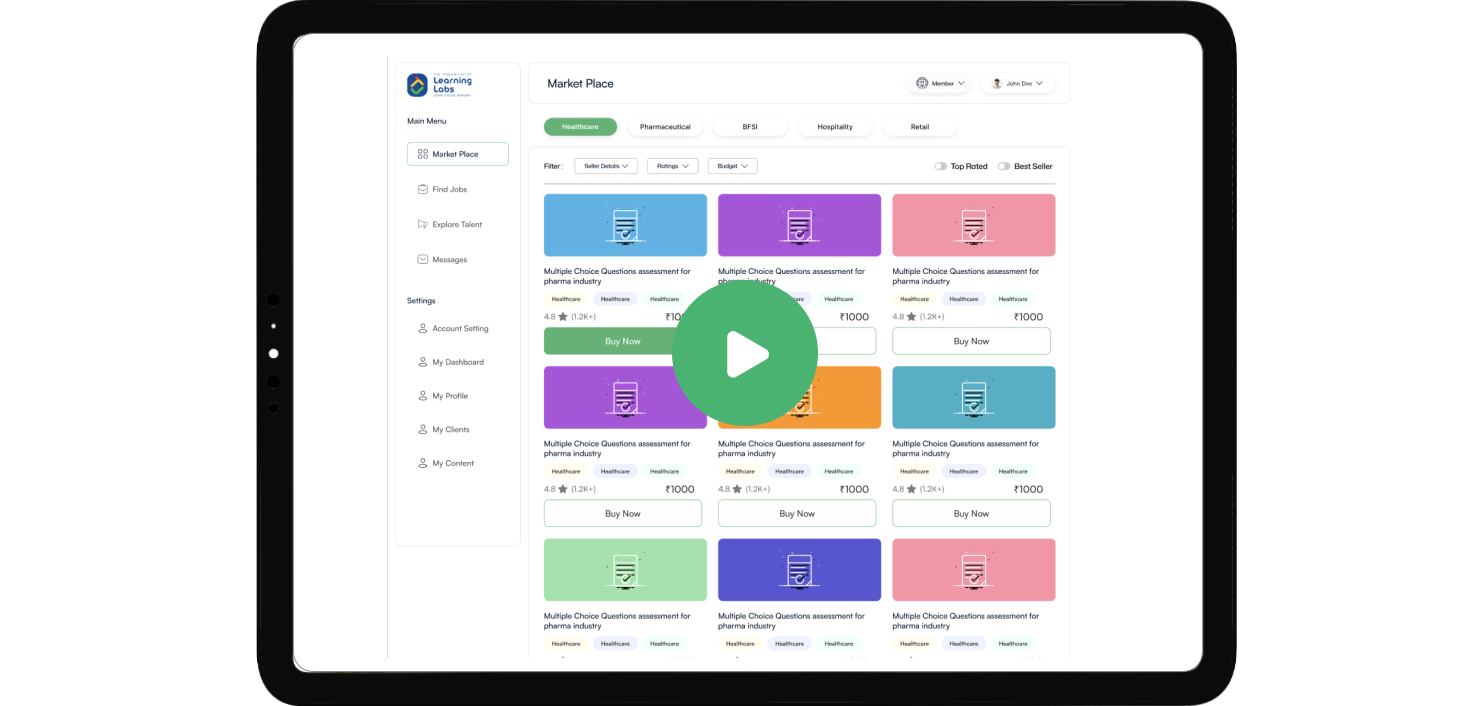 Learning
Labs
Main Menu
Market Place
Find Jobs
Explore Talent
Messages
Settings
Account Setting
My Dashboard
My Profile
My Clients
My Content
Market Place
Member
John Dee
Healthcare
Pharmaceutical
BFSI
Hospitality
Retail
Filter :
Seller Details
Ratings
Budget
Top Rated
Best Seller
Multiple Choice Questions assessment for
pharma industry
Healthcare Healthcare Healthcare
4.8 (1.2K+)
Buy Now
Multiple Choice Questions assessment for
pharma industry
Healthcare
₹1000
Multiple Choice Questions assessment for
pharma industry
Healthcare Healthcare Healthcare
4.8 (1.2K+) ₹1000
Buy Now
Multiple Choice Questions assessment for
pharma industry
Healthcare Healthcare Healthcare
4.8 (1.2K+) ₹1000
Buy Now
Multiple Choice Questions assessment for
pharma industry
Healthcare Healthcare Healthcare
4.8 (1.2K+) ₹1000
Buy Now
Multiple Choice Questions assessment for
pharma industry
Healthcare Healthcare Healthcare
4.8 (1.2K+) ₹1000
Buy Now
Multiple Choice Questions assessment for
pharma industry
Healthcare Healthcare Healthcare
Multiple Choice Questions assessment for
pharma industry
Healthcare Healthcare Healthcare
Multiple Choice Questions assessment for
pharma industry
Healthcare Healthcare Healthcare